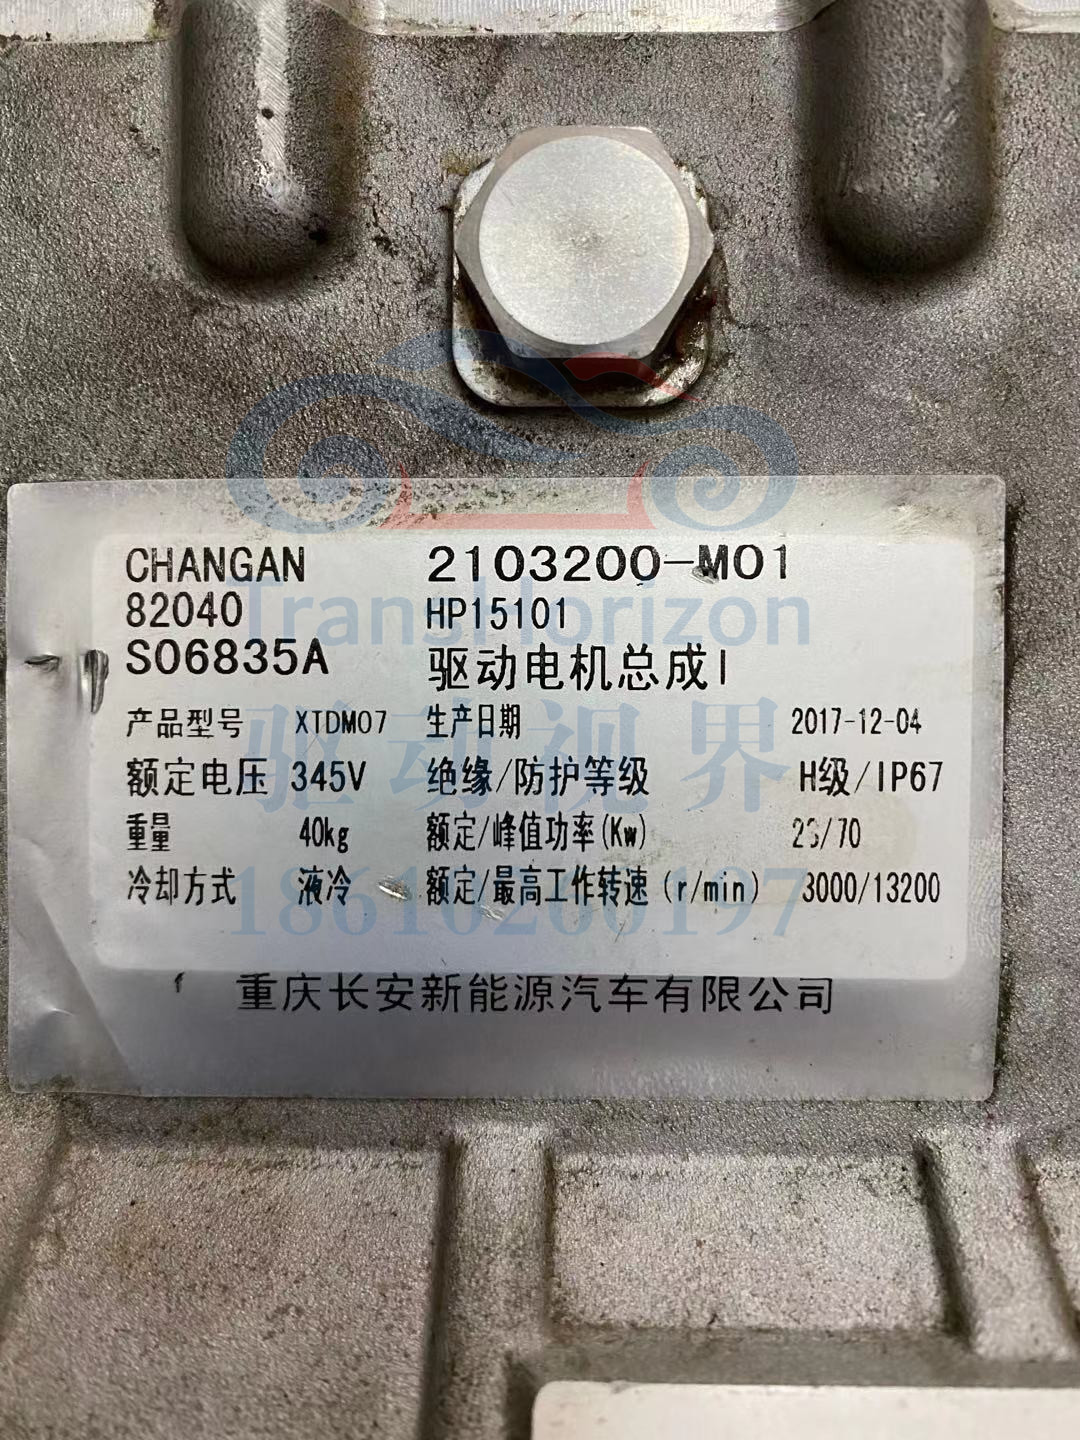 CHANGAN 2103200-M01
82040 HP15101
S06835A 驱动电机总成I
产品型号 XTDM07 生产日期 2017-12-04
额定电压 345V 绝缘/防护等级 H级/IP67
重量 40kg 额定/峰值功率(Kw) /70
冷却方式 液冷 额定/最高工作转速(r/min) 3000/13200
重庆长安新能源汽车有限公司
TransHorizon
驱动视界